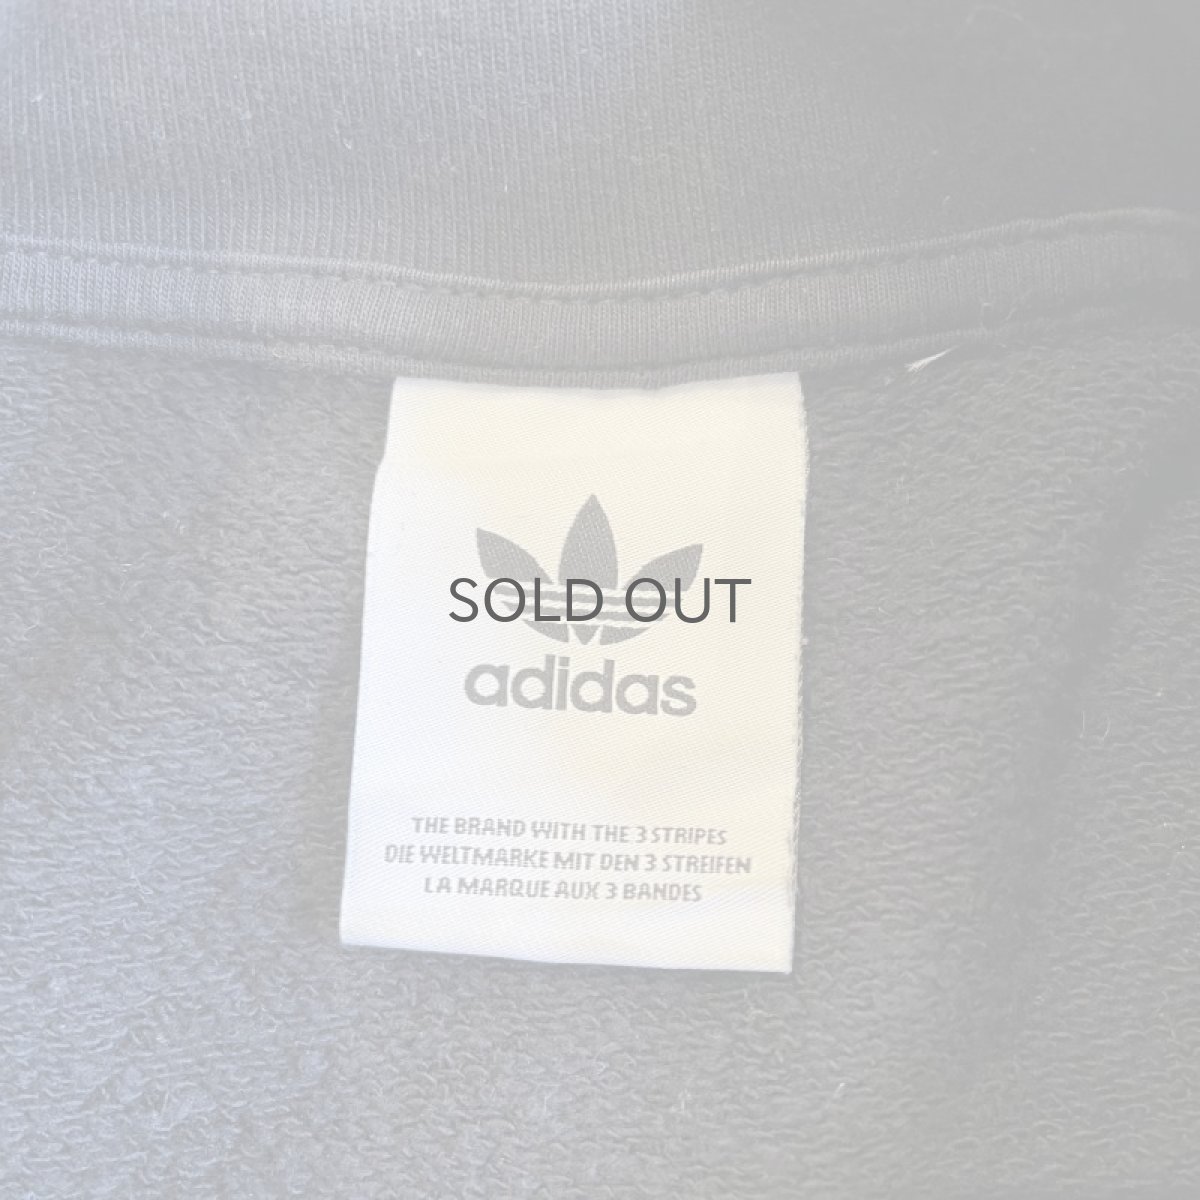 SOLD OUT
adidas
THE BRAND WITH THE 3 STRIPES
DIE WELTMARKE MIT DEN 3 STREIFEN
LA MARQUE AUX 3 BANDES